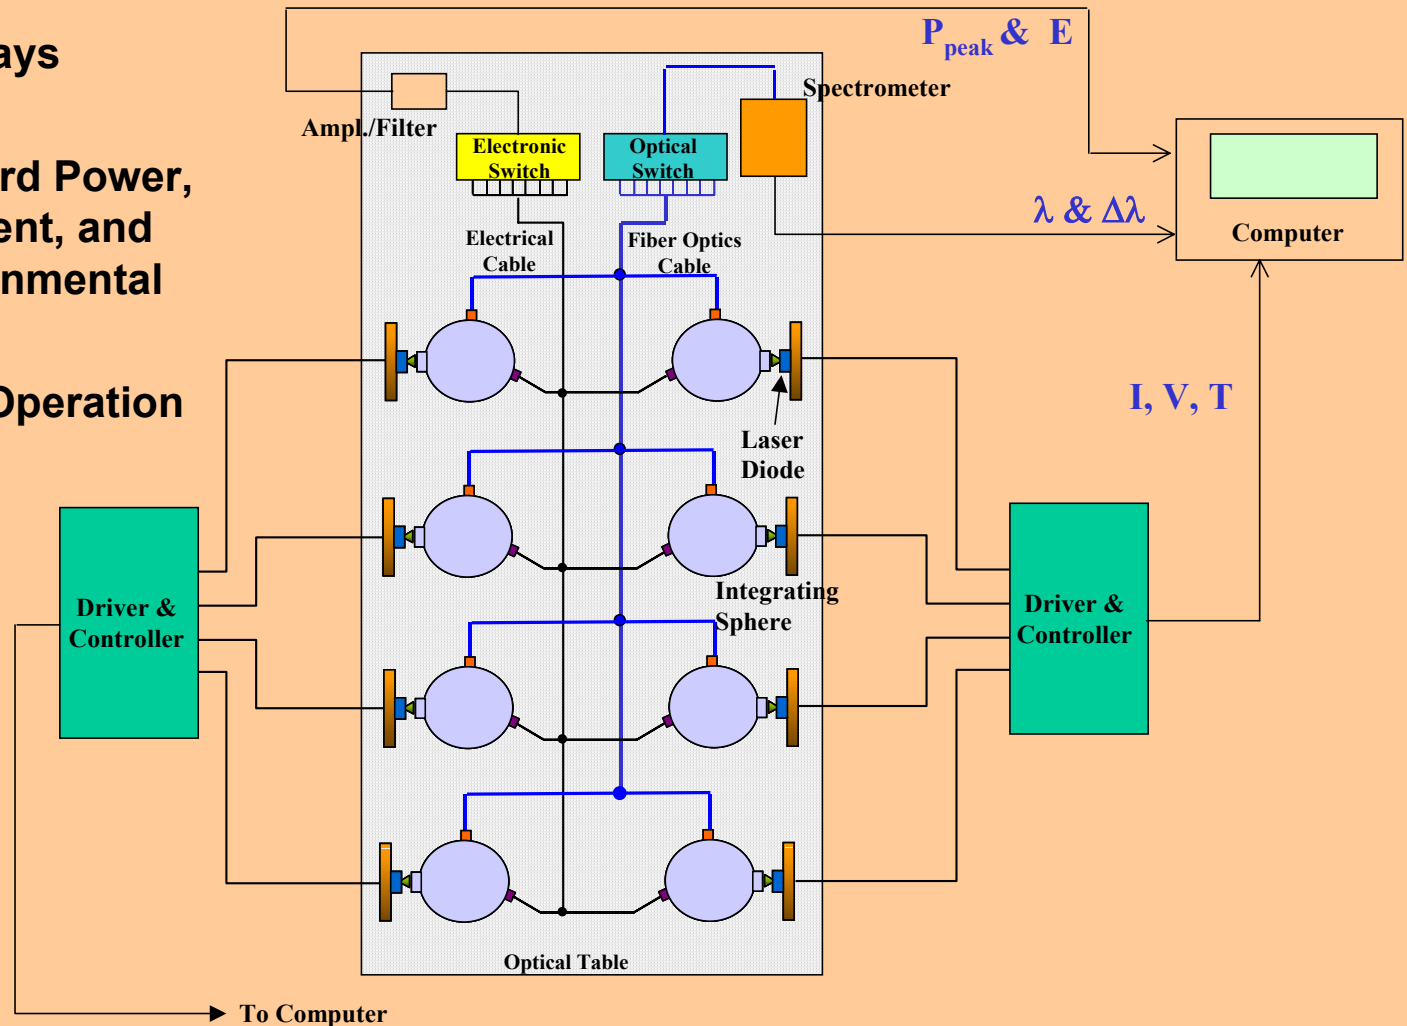 ays
rd Power,
ent, and
nmental
Operation
P peak & E
Spectrometer
Ampl./Filter
Electronic
Switch
Optical
Switch
λ & Δλ
Computer
Electrical
Cable
Fiber Optics
Cable
I, V, T
Laser
Diode
Integrating
Sphere
Driver &
Controller
Driver &
Controller
Optical Table
To Computer